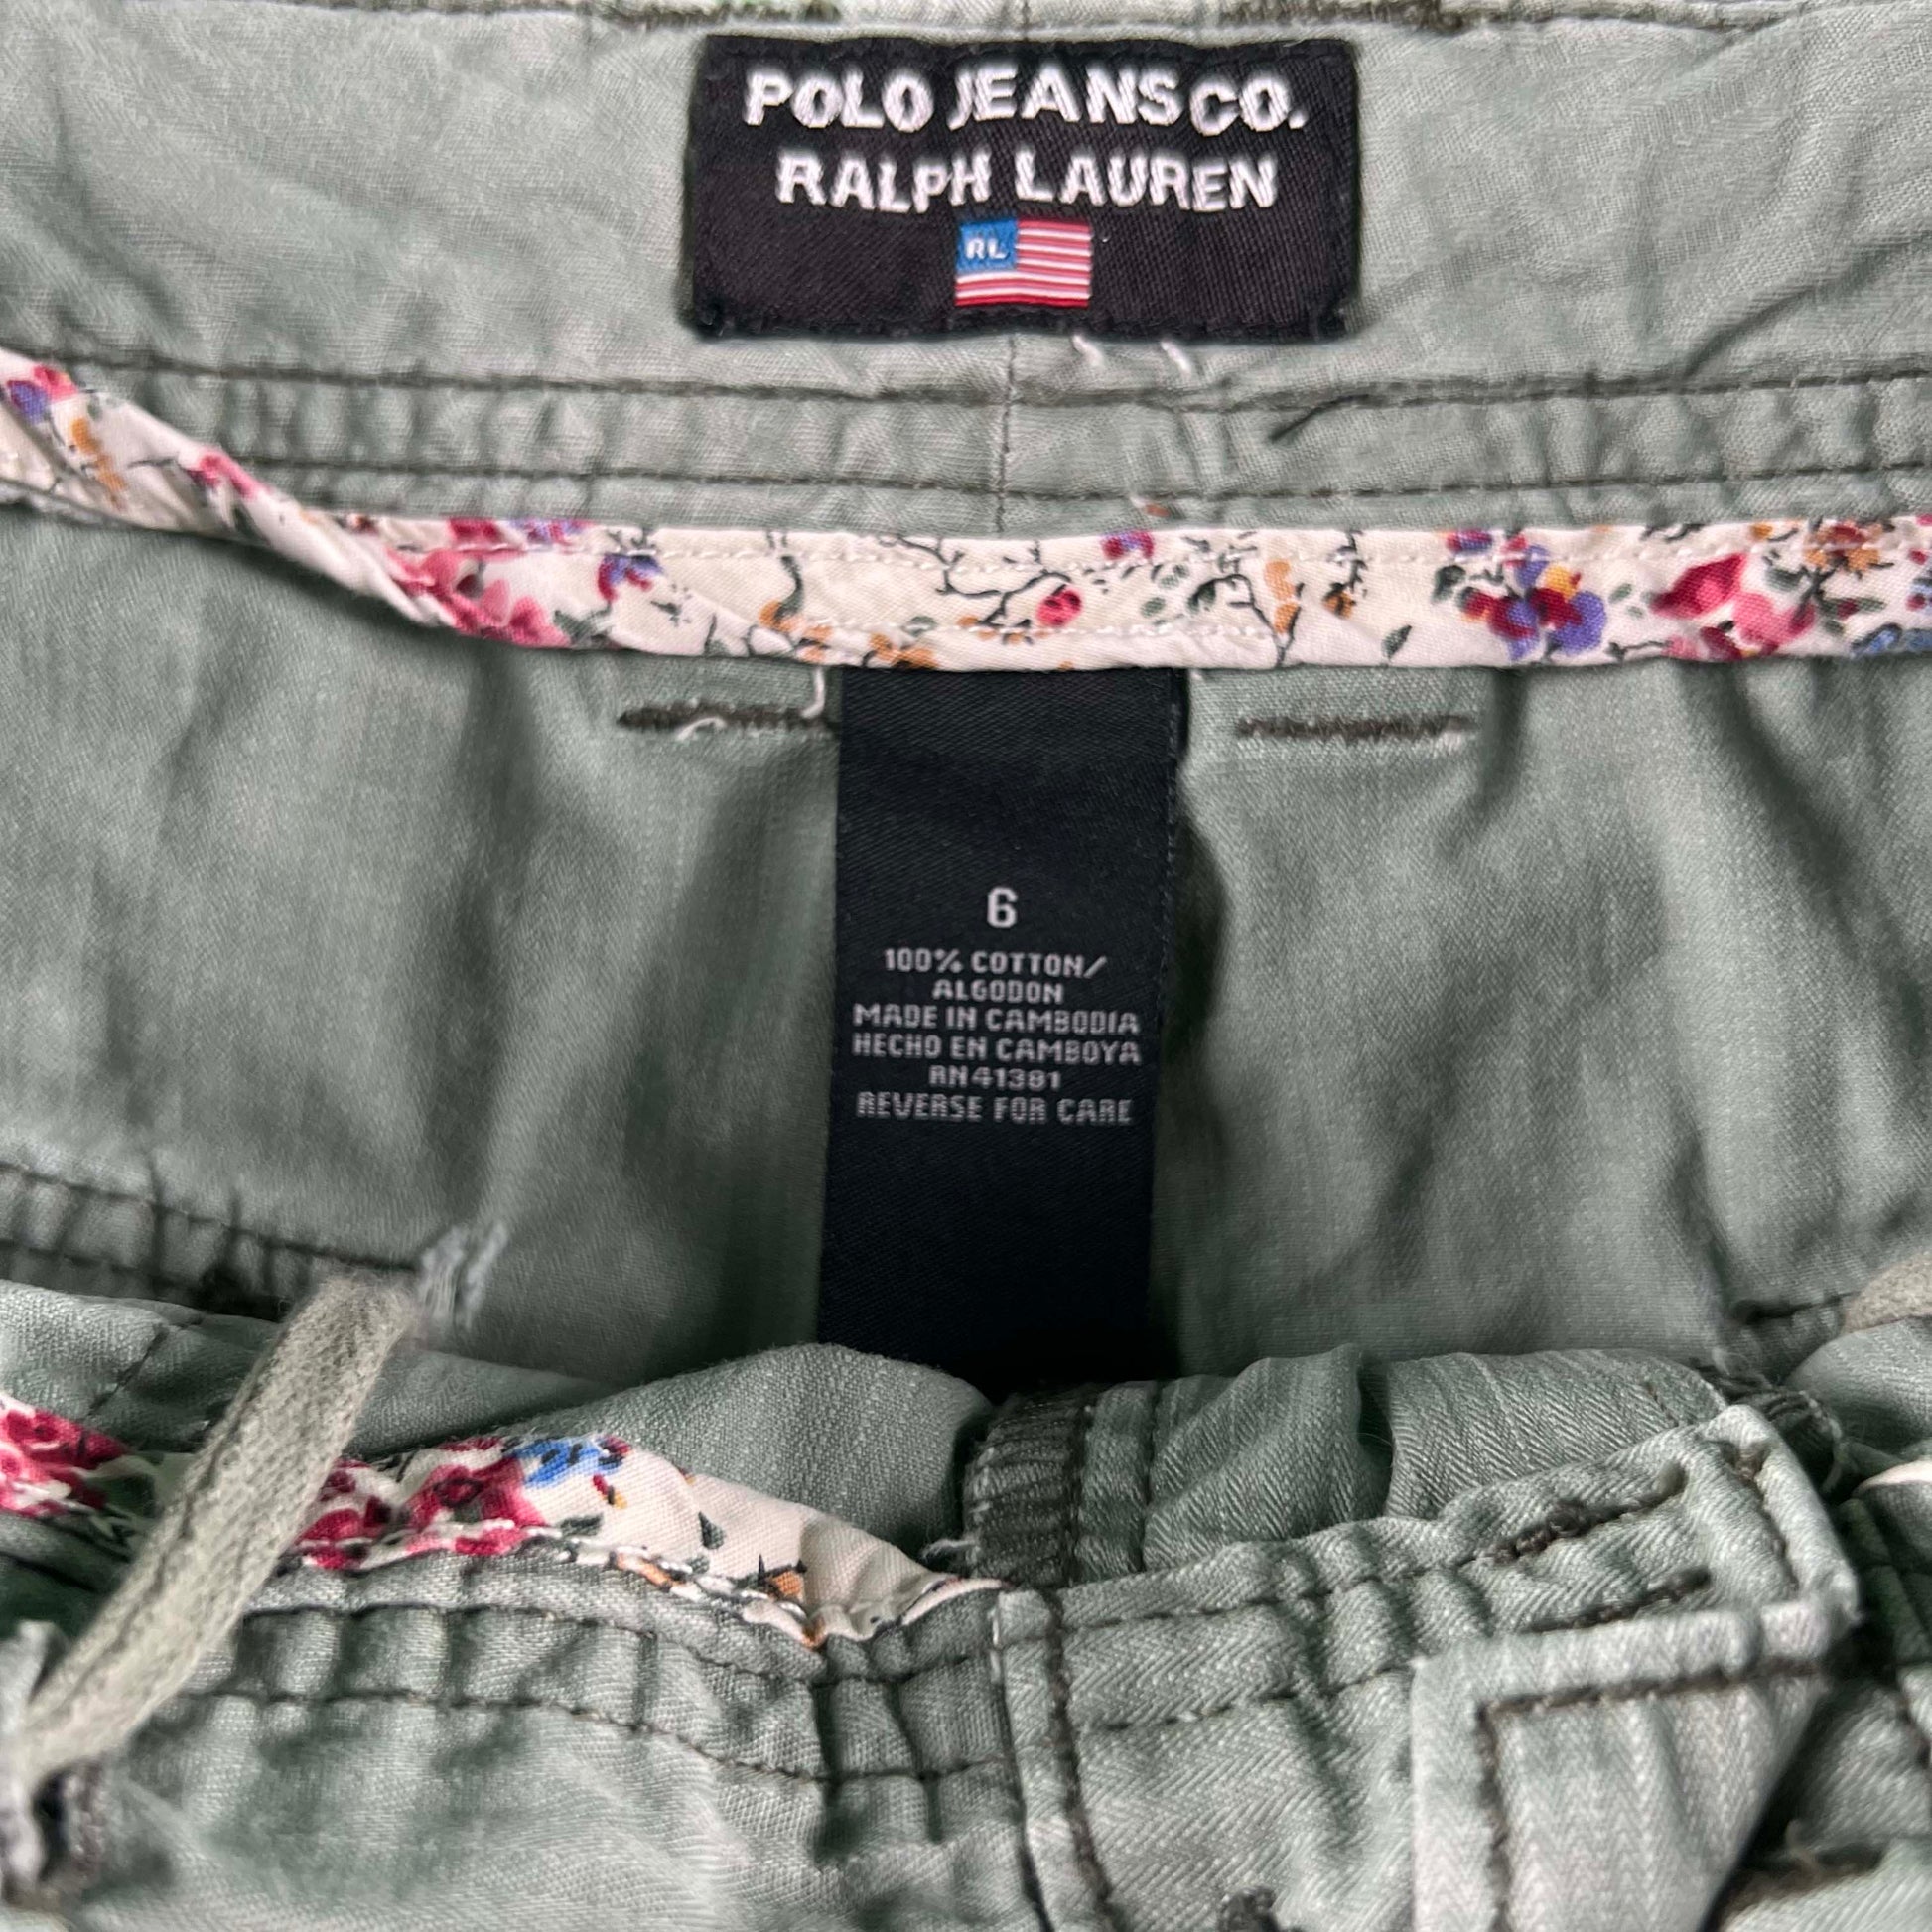 POLO JEANS CO.
RALPH LAUREN
RL
6
100% COTTON/
ALGODON
MADE IN CAMBODIA
HECHO EN CAMBOYA
RN41381
REVERSE FOR CARE